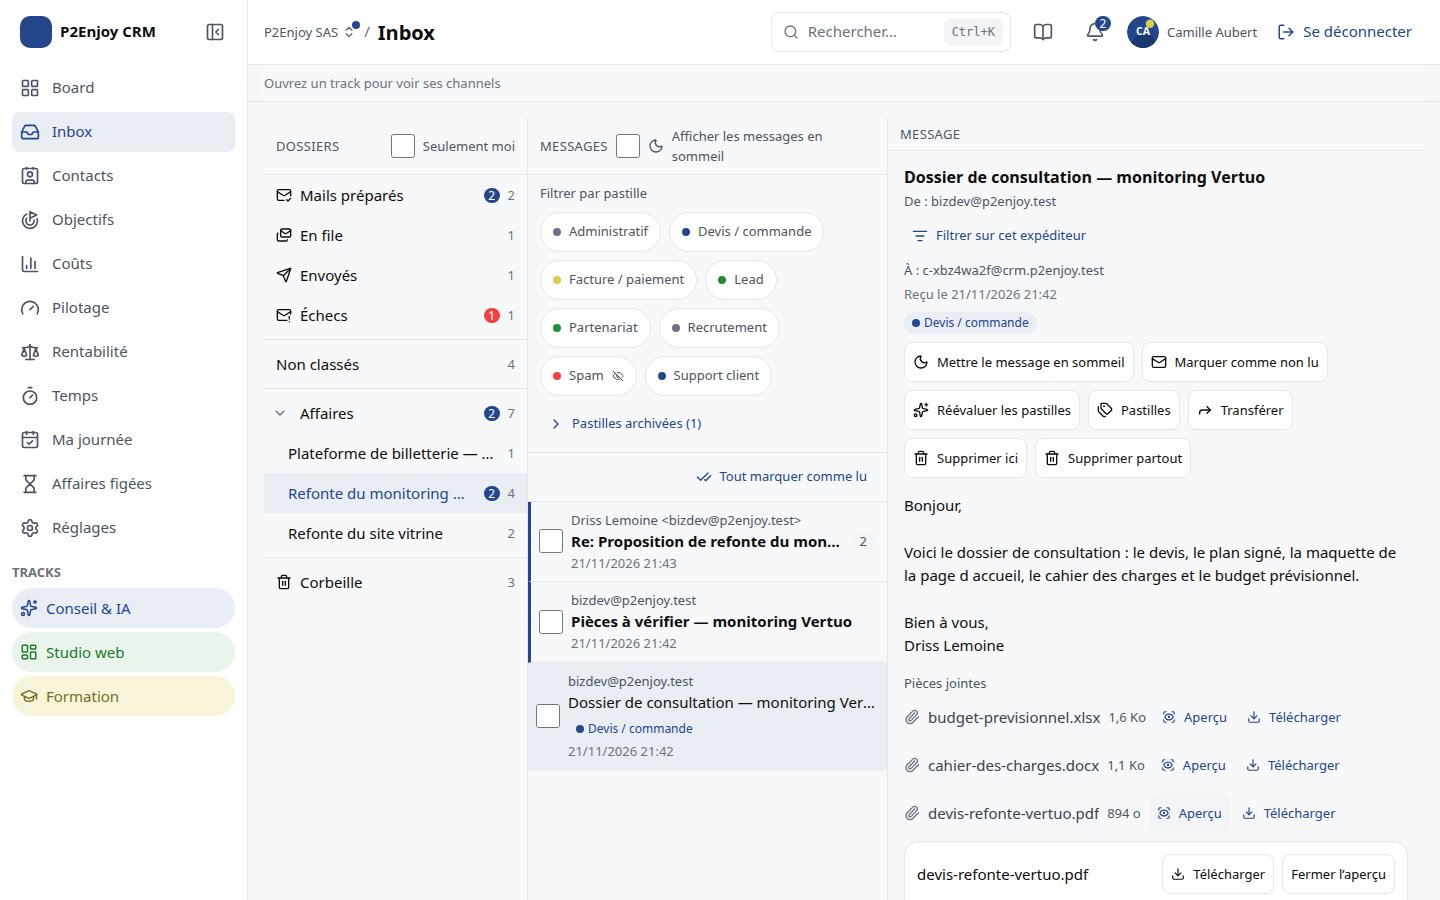 P2Enjoy CRM
Board
Inbox
Contacts
Objectifs
Coûts
Pilotage
Rentabilité
Temps
Ma journée
Affaires figées
Réglages
TRACKS
Conseil & IA
Studio web
Formation
P2Enjoy SAS / Inbox
Rechercher...
Ctrl+K
2
CA
Camille Aubert
Se déconnecter
Ouvrez un track pour voir ses channels
DOSSIERS
Seulement moi
Mails préparés 2 2
En file 1
Envoyés 1
Échecs 1 1
Non classés 4
Affaires 2 7
Plateforme de billetterie — ... 1
Refonte du monitoring ... 2 4
Refonte du site vitrine 2
Corbeille 3
MESSAGES
Afficher les messages en
sommeil
Filtrer par pastille
Administratif
Devis / commande
Facture / paiement
Lead
Partenariat
Recrutement
Spam
Support client
Pastilles archivées (1)
Tout marquer comme lu
Driss Lemoine <bizdev@p2enjoy.test>
Re: Proposition de refonte du mon... 2
21/11/2026 21:43
bizdev@p2enjoy.test
Pièces à vérifier — monitoring Vertuo
21/11/2026 21:42
bizdev@p2enjoy.test
Dossier de consultation — monitoring Ver...
Devis / commande
21/11/2026 21:42
MESSAGE
Dossier de consultation — monitoring Vertuo
De : bizdev@p2enjoy.test
Filtrer sur cet expéditeur
À : c-xbz4wa2f@crm.p2enjoy.test
Reçu le 21/11/2026 21:42
Devis / commande
Mettre le message en sommeil
Marquer comme non lu
Réévaluer les pastilles
Pastilles
Transférer
Supprimer ici
Supprimer partout
Bonjour,
Voici le dossier de consultation : le devis, le plan signé, la maquette de
la page d accueil, le cahier des charges et le budget prévisionnel.
Bien à vous,
Driss Lemoine
Pièces jointes
budget-previsionnel.xlsx 1,6 Ko Aperçu Télécharger
cahier-des-charges.docx 1,1 Ko Aperçu Télécharger
devis-refonte-vertuo.pdf 894 o Aperçu Télécharger
devis-refonte-vertuo.pdf
Télécharger
Fermer l’aperçu